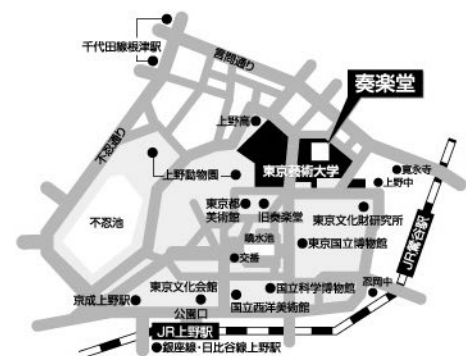 千代田線根津駅
言問通り
奏楽堂
不忍通り
上野高
東京藝術大学
寛永寺
上野中
上野動物園
東京都
美術館
旧奏楽堂
東京文化財研究所
不忍池
噴水池
東京国立博物館
JR鶯谷駅
交番
忍岡中
京成上野駅
東京文化会館
公園口
国立科学博物館
国立西洋美術館
JR上野駅
銀座線・日比谷線上野駅